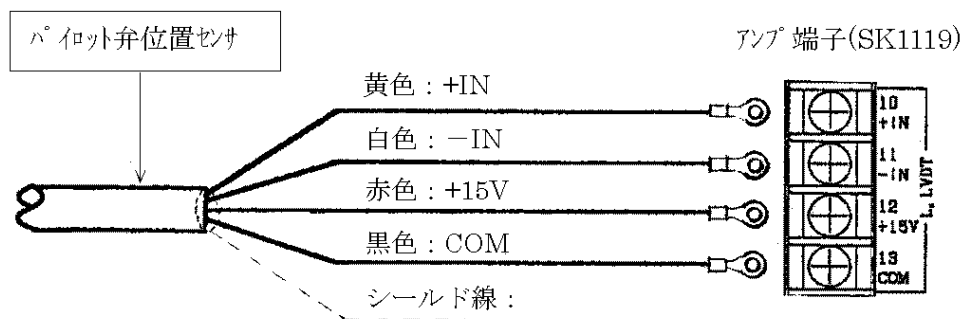 パイロット弁位置センサ
アンプ端子(SK1119)
黄色：+IN
白色：－IN
赤色：+15V
黒色：COM
シールド線：
10
+IN
11
-IN
12
+15V
13
COM
L. LVDT